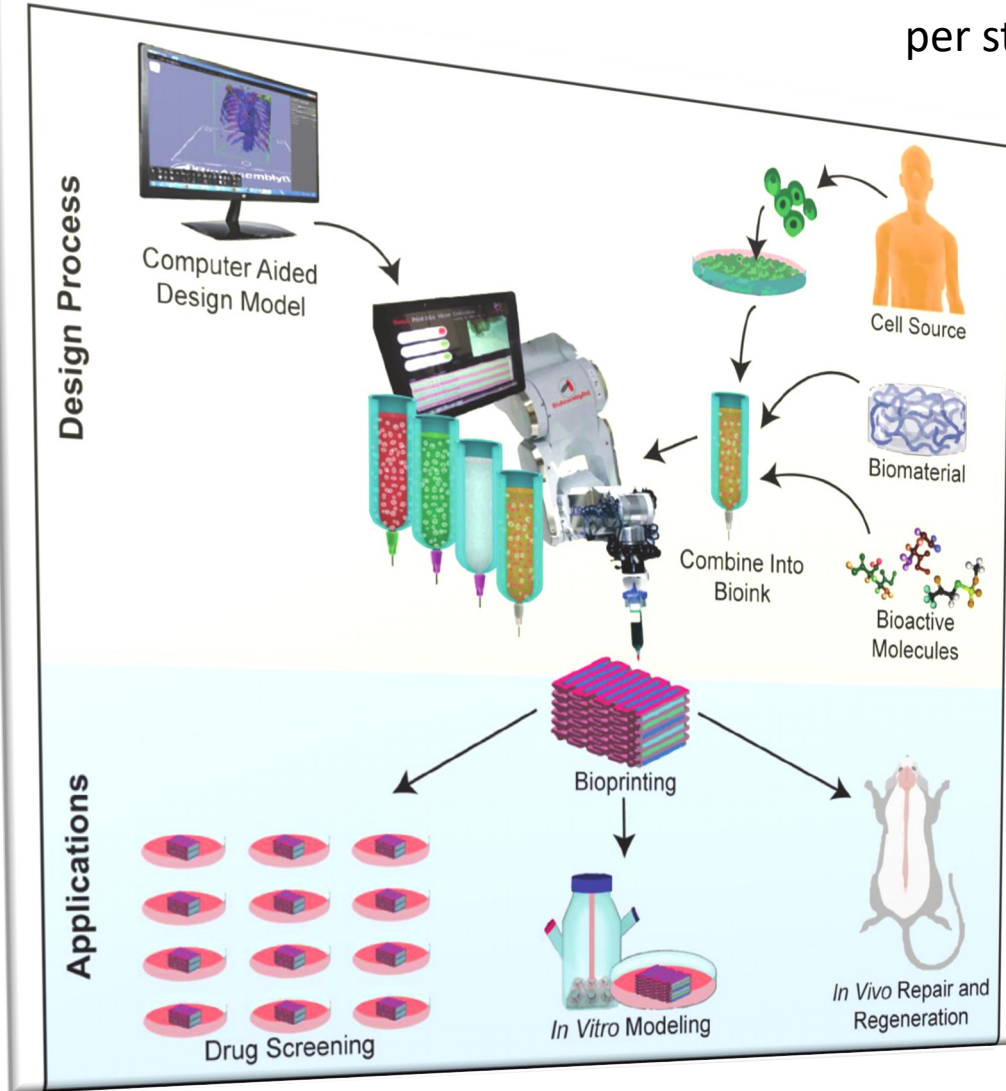 per st
Design Process
Computer Aided
Design Model
Cell Source
Biomaterial
Combine Into
Bioink
Bioactive
Molecules
Bioprinting
Applications
Drug Screening
In Vitro Modeling
In Vivo Repair and
Regeneration